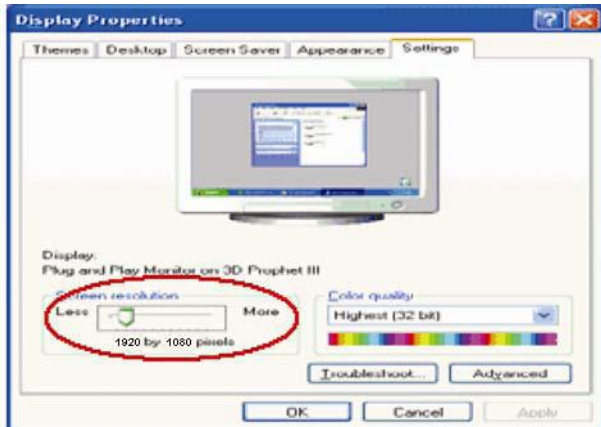 Display Properties
Themes Desktop Screen Saver Appearance Settings
Display:
Plug and Play Monitor on 3D Prophet III
Screen resolution
Less More
1920 by 1080 pixels
Color quality
Highest (32 bit)
Troubleshoot... Advanced
OK Cancel Apply